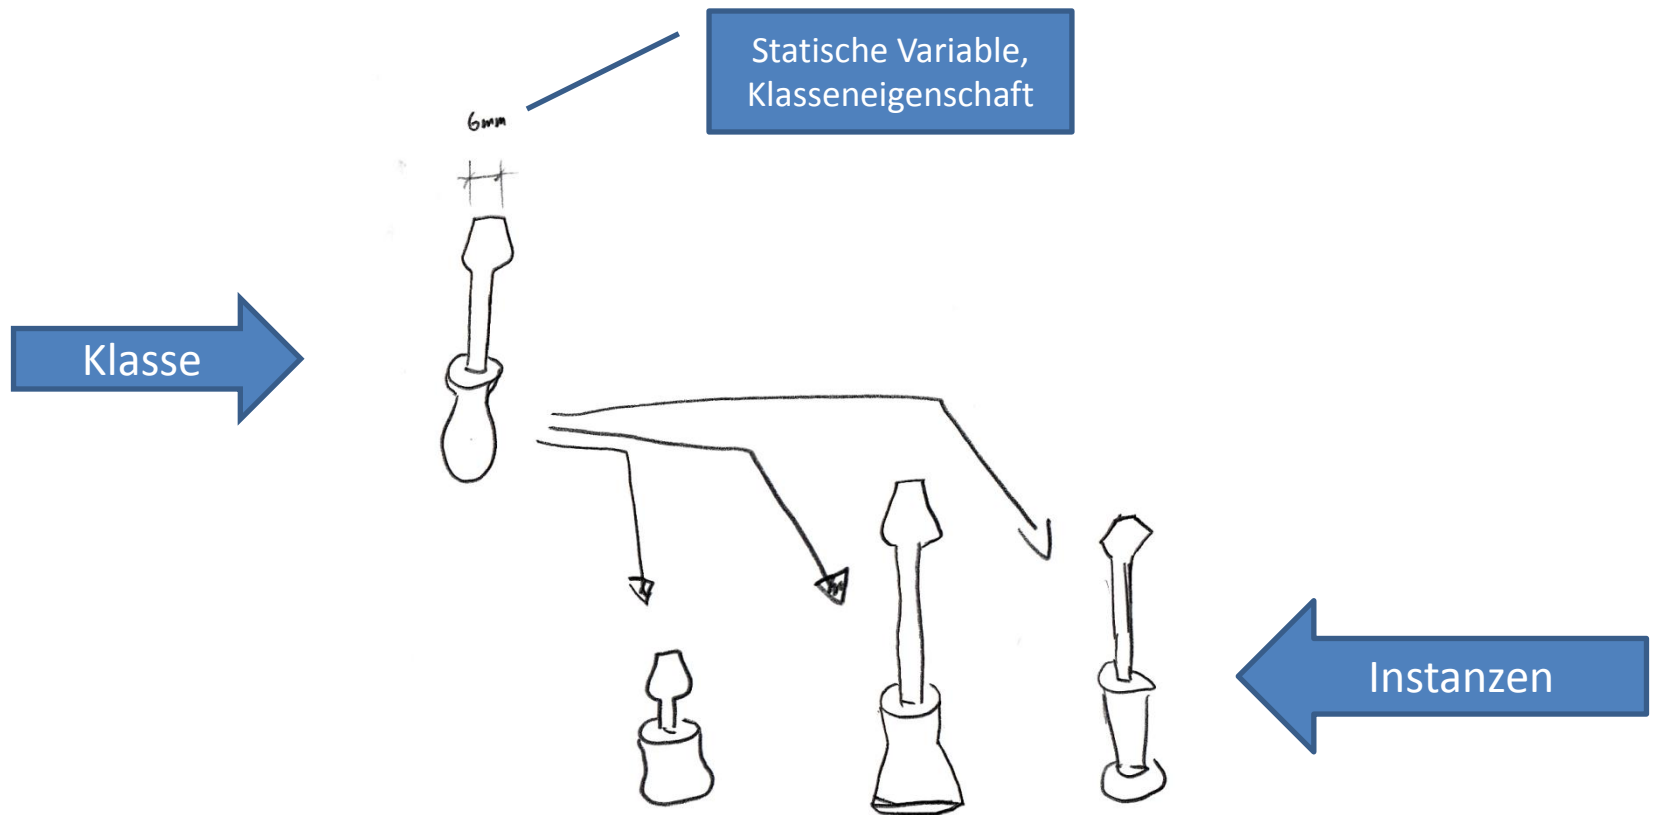 Statische Variable,
Klasseneigenschaft
6mm
Klasse
Instanzen